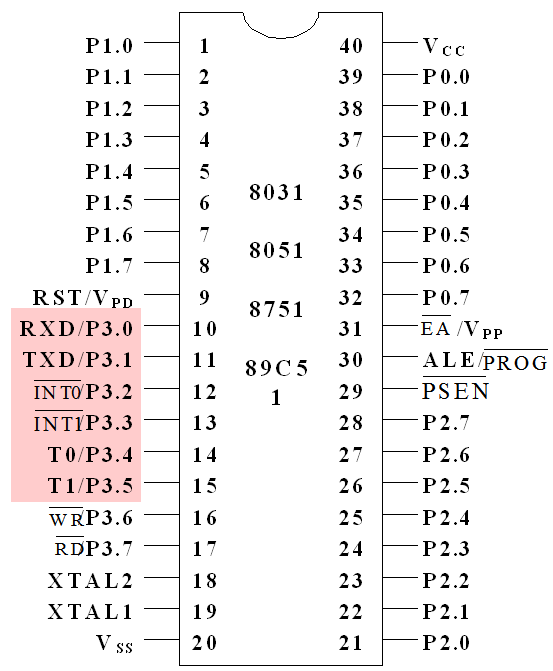 P1.0 1 40 VCC
P1.1 2 39 P0.0
P1.2 3 38 P0.1
P1.3 4 37 P0.2
P1.4 5 36 P0.3
8031
P1.5 6 35 P0.4
P1.6 7 34 P0.5
8051
P1.7 8 33 P0.6
RST/VPD 9 32 P0.7
8751
RXD/P3.0 10 31 EA /VPP
TXD/P3.1 11 30 ALE/PROG
89C5
1
INT0/P3.2 12 29 PSEN
INT1/P3.3 13 28 P2.7
T0/P3.4 14 27 P2.6
T1/P3.5 15 26 P2.5
WR/P3.6 16 25 P2.4
RD/P3.7 17 24 P2.3
XTAL2 18 23 P2.2
XTAL1 19 22 P2.1
VSS 20 21 P2.0